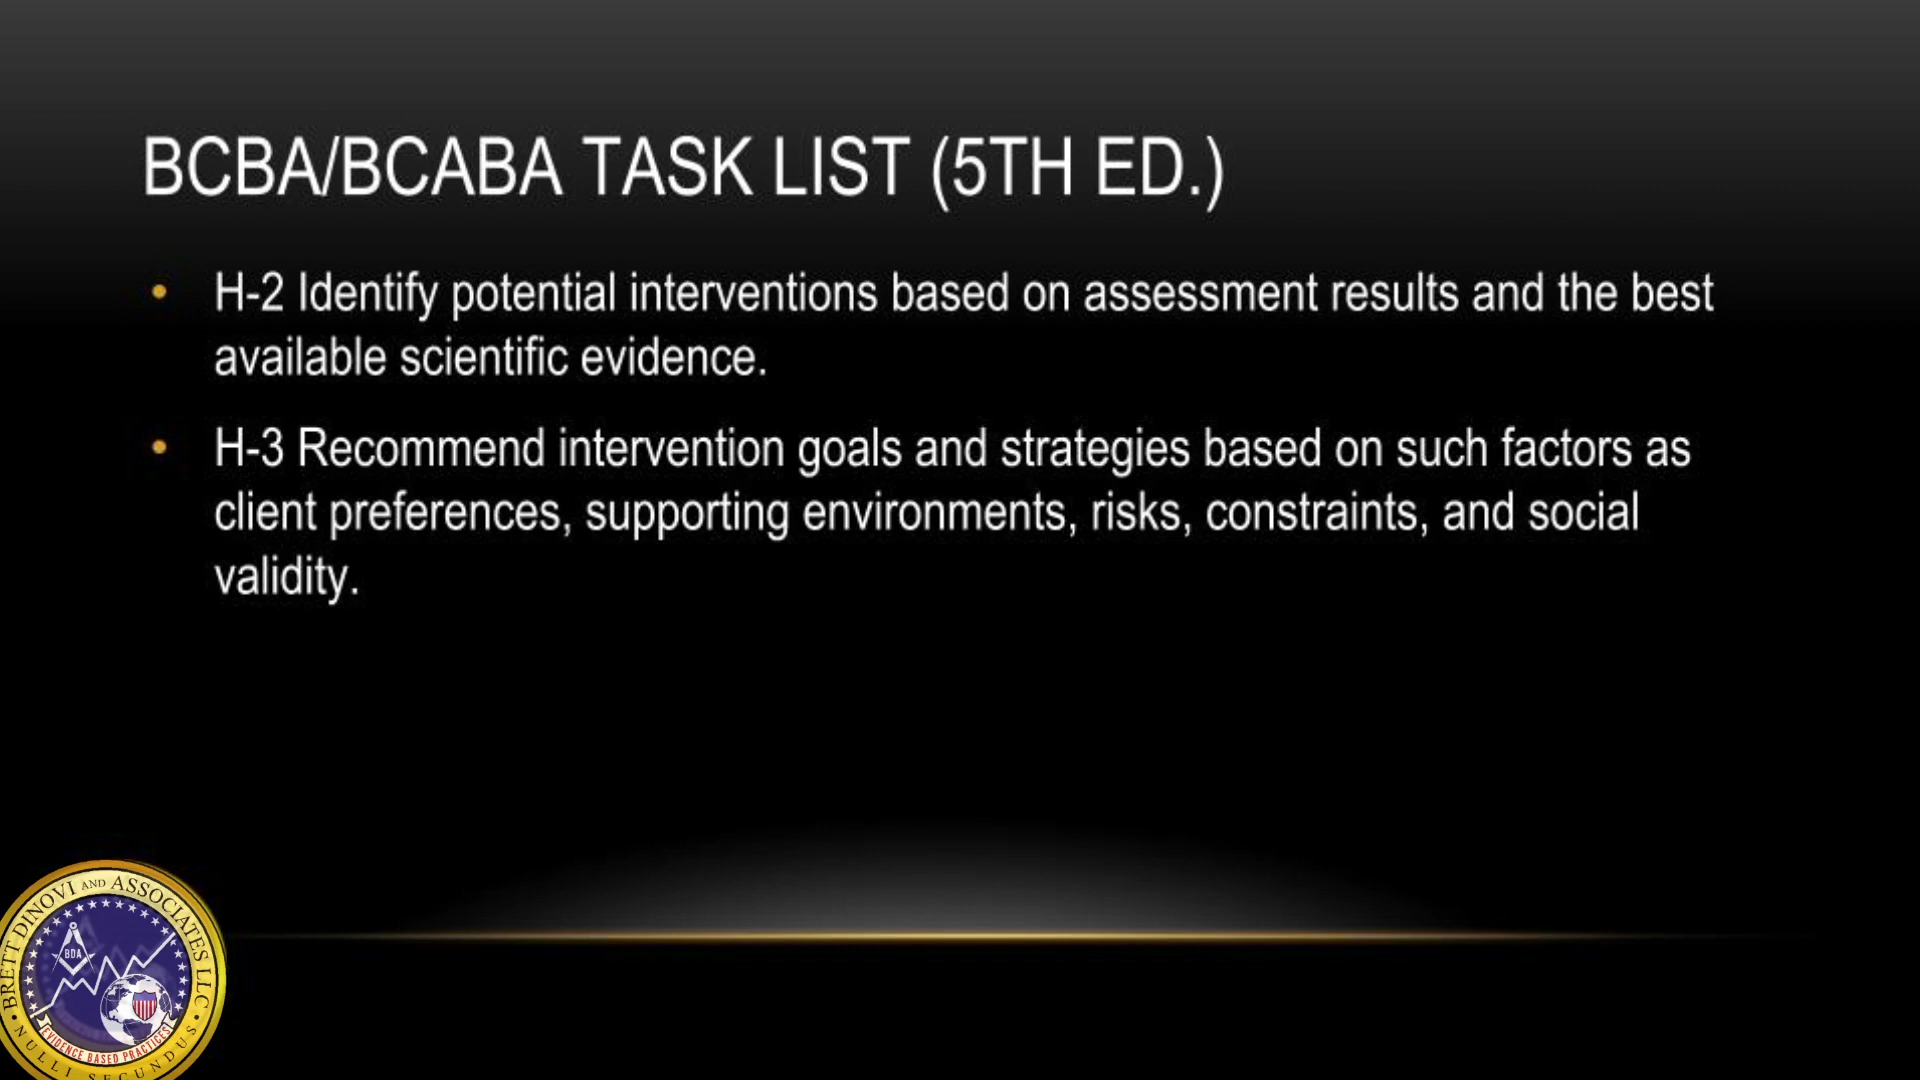 BCBA/BCABA TASK LIST (5TH ED.)
• H-2 Identify potential interventions based on assessment results and the best
available scientific evidence.
• H-3 Recommend intervention goals and strategies based on such factors as
client preferences, supporting environments, risks, constraints, and social
validity.
BRETT DINOVI AND ASSOCIATES LLC
BDA
EVIDENCE BASED PRACTICES
• NULLI SECUNDUS •